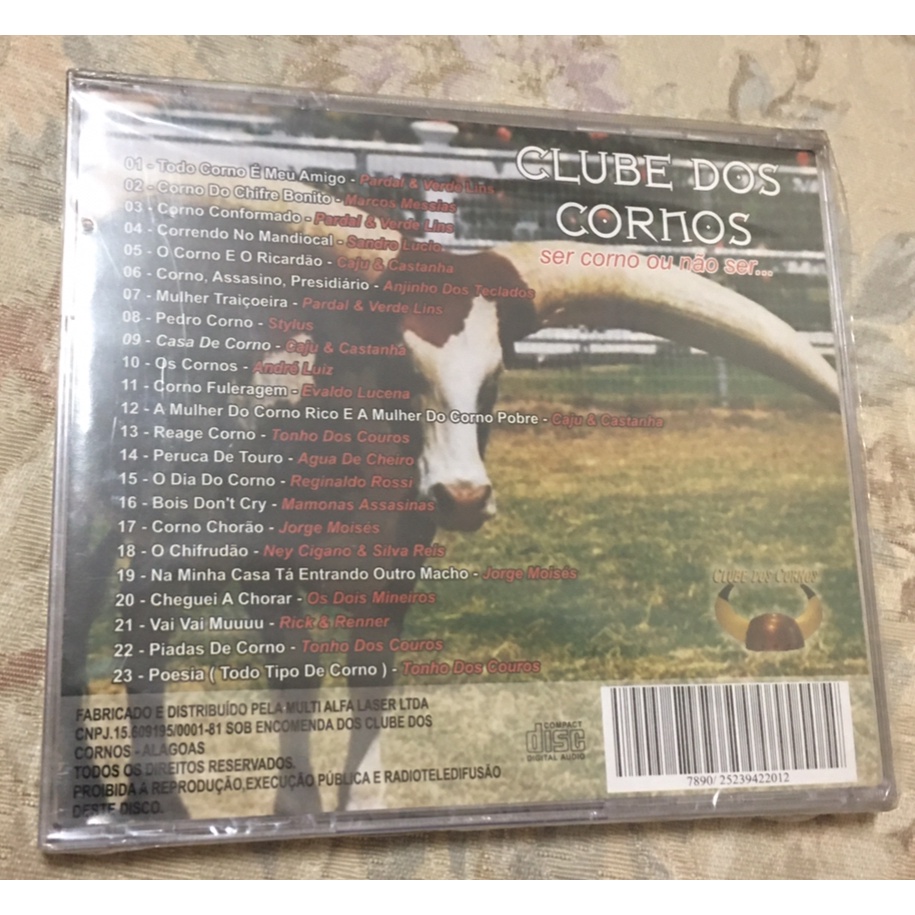 CLUBE DOS
CORNOS
ser corno ou não ser...
01 - Todo Corno É Meu Amigo - Pardal & Verde Lins
02 - Corno Do Chifre Bonito - Marcos Messias
03 - Corno Conformado - Pardal & Verde Lins
04 - Correndo No Mandiocal - Sandro Lucio
05 - O Corno E O Ricardão - Caju & Castanha
06 - Corno, Assasino, Presidiário - Anjinho Dos Teclados
07 - Mulher Traiçoeira - Pardal & Verde Lins
08 - Pedro Corno - Stylus
09 - Casa De Corno - Caju & Castanha
10 - Os Cornos - André Luiz
11 - Corno Fuleragem - Evaldo Lucena
12 - A Mulher Do Corno Rico E A Mulher Do Corno Pobre - Caju & Castanha
13 - Reage Corno - Tonho Dos Couros
14 - Peruca De Touro - Agua De Cheiro
15 - O Dia Do Corno - Reginaldo Rossi
16 - Bois Don't Cry - Mamonas Assasinas
17 - Corno Chorão - Jorge Moisés
18 - O Chifrudão - Ney Cigano & Silva Reis
19 - Na Minha Casa Tá Entrando Outro Macho - Jorge Moisés
20 - Cheguei A Chorar - Os Dois Mineiros
21 - Vai Vai Muuuu - Rick & Renner
22 - Piadas De Corno - Tonho Dos Couros
23 - Poesia ( Todo Tipo De Corno ) - Tonho Dos Couros
CLUBE DOS CORNOS
FABRICADO E DISTRIBUÍDO PELA MULTI ALFA LASER LTDA
CNPJ.15.609195/0001-81 SOB ENCOMENDA DOS CLUBE DOS
CORNOS - ALAGOAS
TODOS OS DIREITOS RESERVADOS.
PROIBIDA A REPRODUÇÃO,EXECUÇÃO PÚBLICA E RADIOTELEDIFUSÃO
DESTE DISCO.
COMPACT
disc
DIGITAL AUDIO
7890/ 25239422012